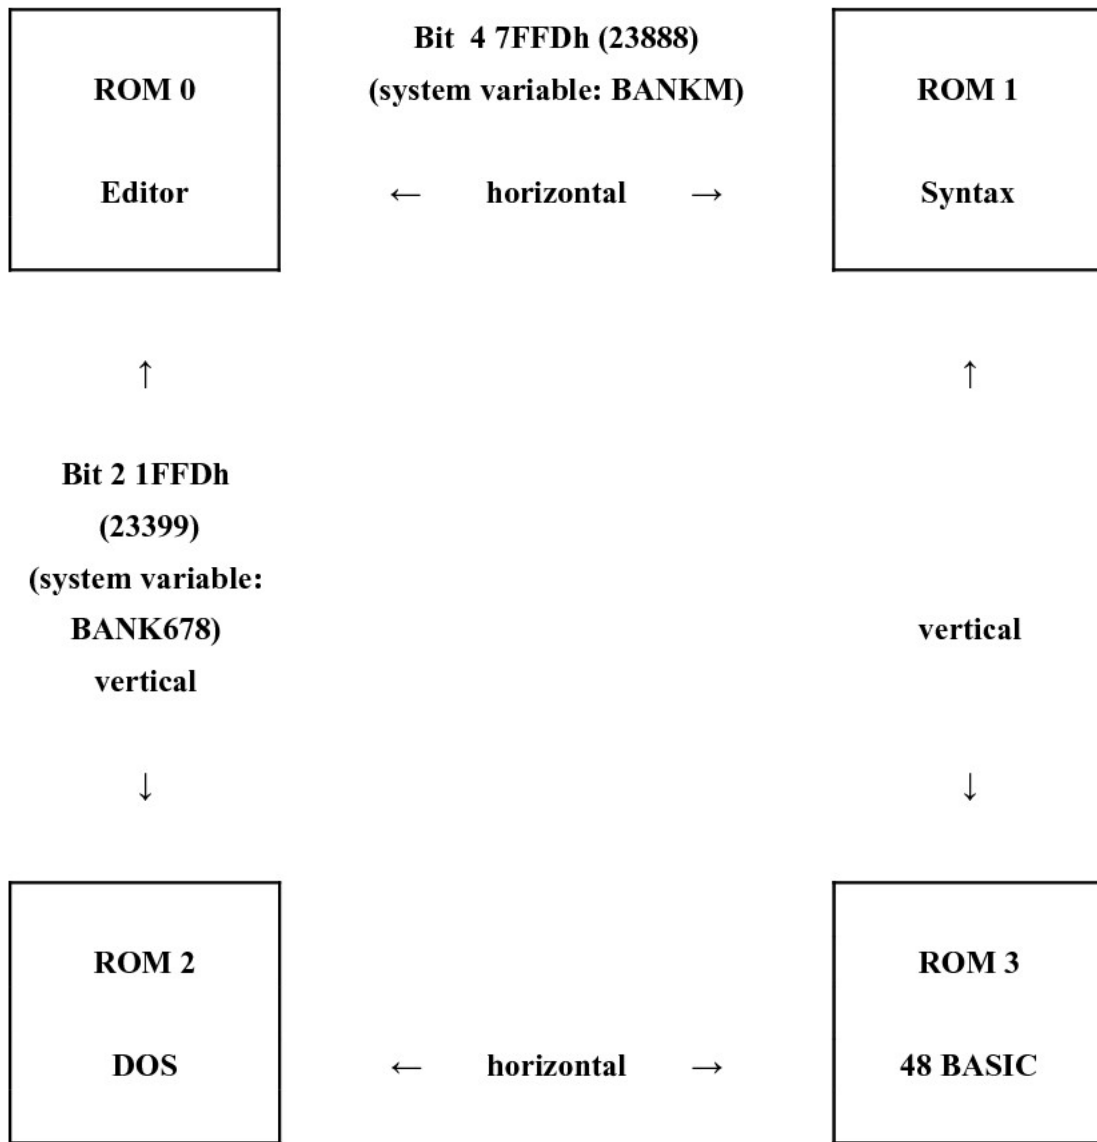 ROM 0
Editor
Bit 4 7FFDh (23888)
(system variable: BANKM)
← horizontal →
ROM 1
Syntax
↑
↑
Bit 2 1FFDh
(23399)
(system variable:
BANK678)
vertical
vertical
↓
↓
ROM 2
DOS
← horizontal →
ROM 3
48 BASIC